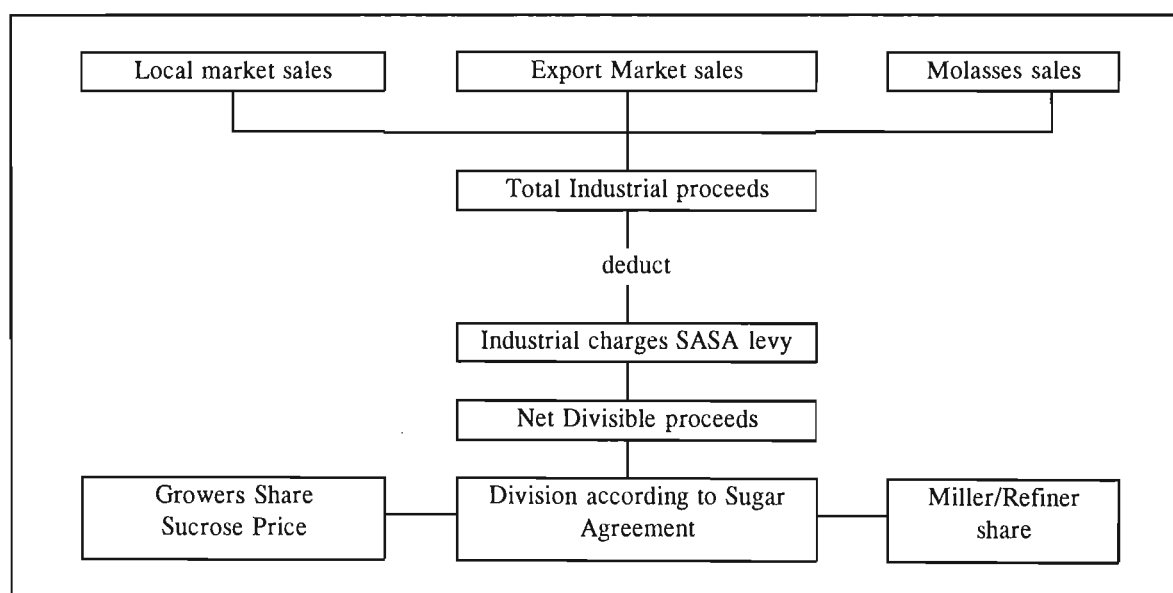 Local market sales
Export Market sales
Molasses sales
Total Industrial proceeds
deduct
Industrial charges SASA levy
Net Divisible proceeds
Growers Share
Sucrose Price
Division according to Sugar
Agreement
Miller/Refiner
share